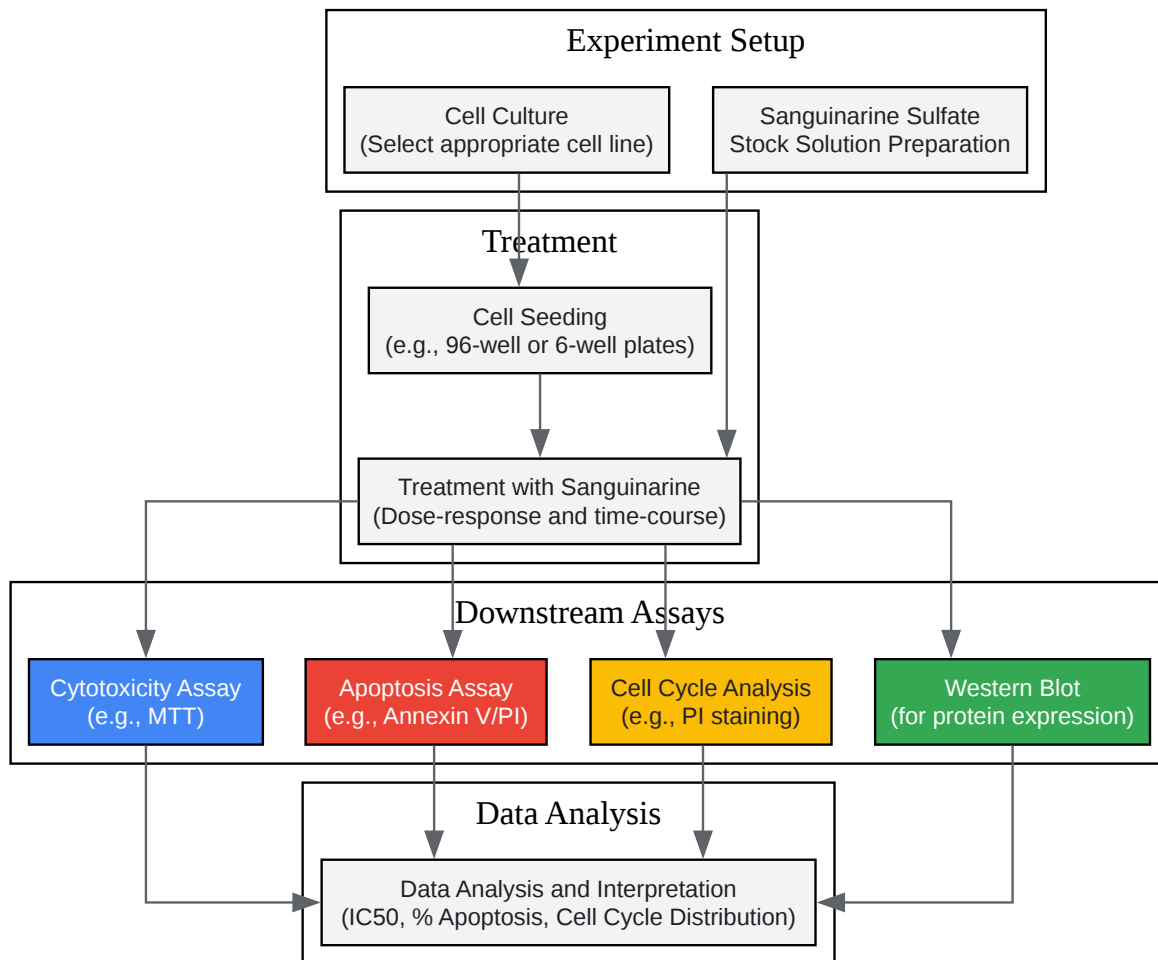 Experiment Setup
Cell Culture
(Select appropriate cell line)
Sanguinarine Sulfate
Stock Solution Preparation
Treatment
Cell Seeding
(e.g., 96-well or 6-well plates)
Treatment with Sanguinarine
(Dose-response and time-course)
Downstream Assays
Cytotoxicity Assay
(e.g., MTT)
Apoptosis Assay
(e.g., Annexin V/PI)
Cell Cycle Analysis
(e.g., PI staining)
Western Blot
(for protein expression)
Data Analysis
Data Analysis and Interpretation
(IC50, % Apoptosis, Cell Cycle Distribution)